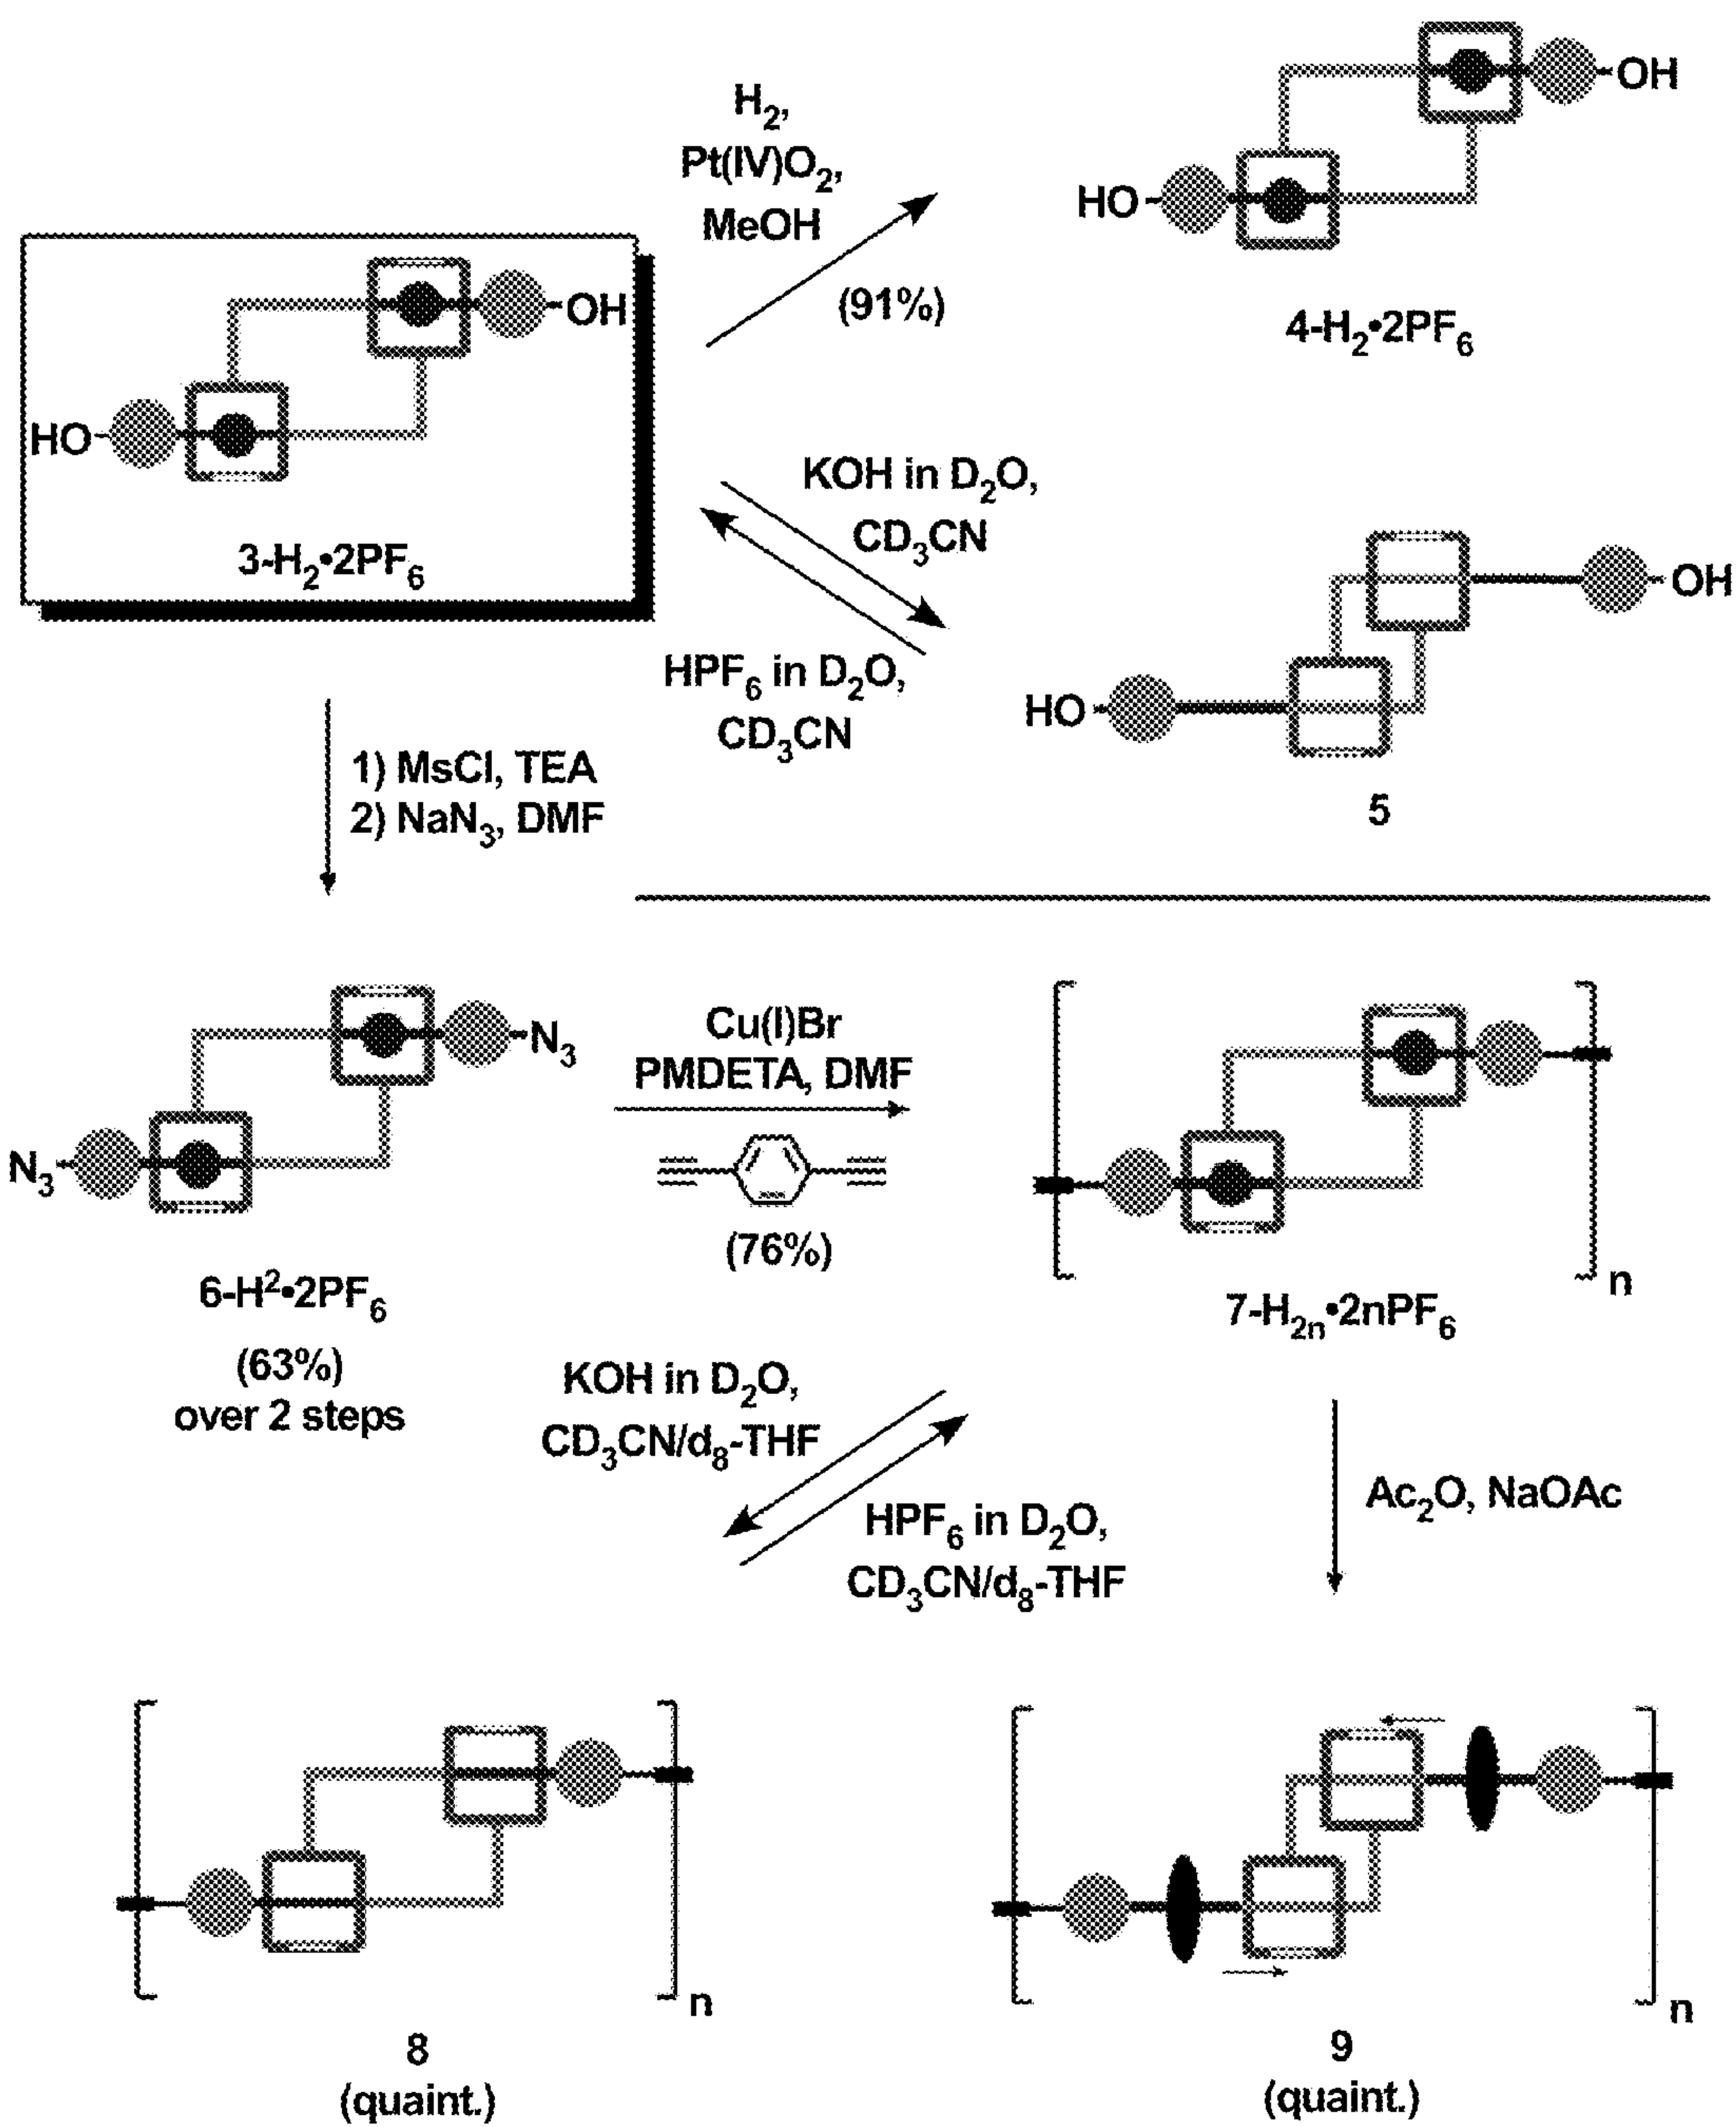 H2,
Pt(IV)O2,
MeOH
(91%)
OH
HO
4-H2•2PF6
OH
HO
3-H2•2PF6
KOH in D2O,
CD3CN
HPF6 in D2O,
CD3CN
OH
HO
5
1) MsCl, TEA
2) NaN3, DMF
N3
N3
6-H²•2PF6
(63%)
over 2 steps
Cu(I)Br
PMDETA, DMF
(76%)
n
7-H2n•2nPF6
KOH in D2O,
CD3CN/d8-THF
HPF6 in D2O,
CD3CN/d8-THF
Ac2O, NaOAc
n
8
(quaint.)
n
9
(quaint.)